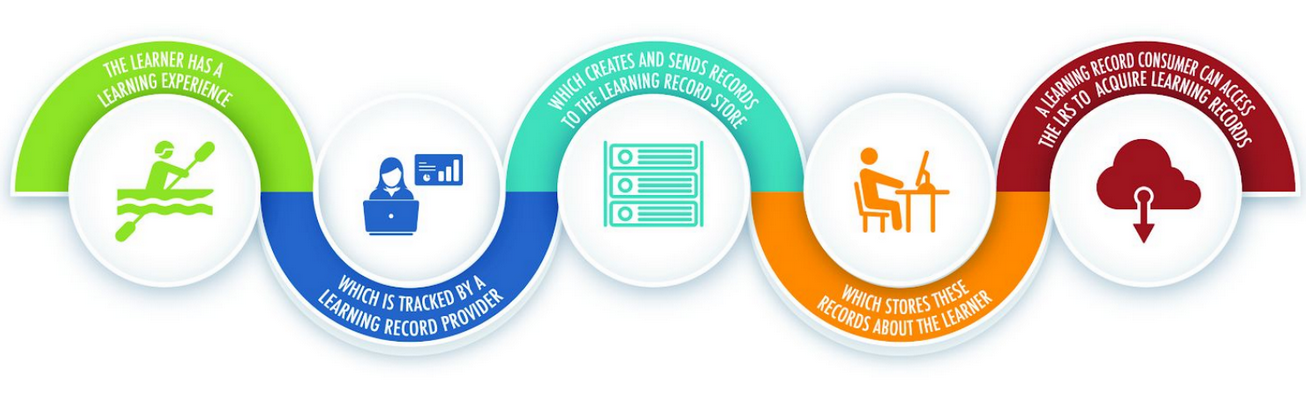 THE LEARNER HAS A
LEARNING EXPERIENCE
WHICH IS TRACKED BY A
LEARNING RECORD PROVIDER
WHICH CREATES AND SENDS RECORDS
TO THE LEARNING RECORD STORE
WHICH STORES THESE
RECORDS ABOUT THE LEARNER
A LEARNING RECORD CONSUMER CAN ACCESS
THE LRS TO ACQUIRE LEARNING RECORDS